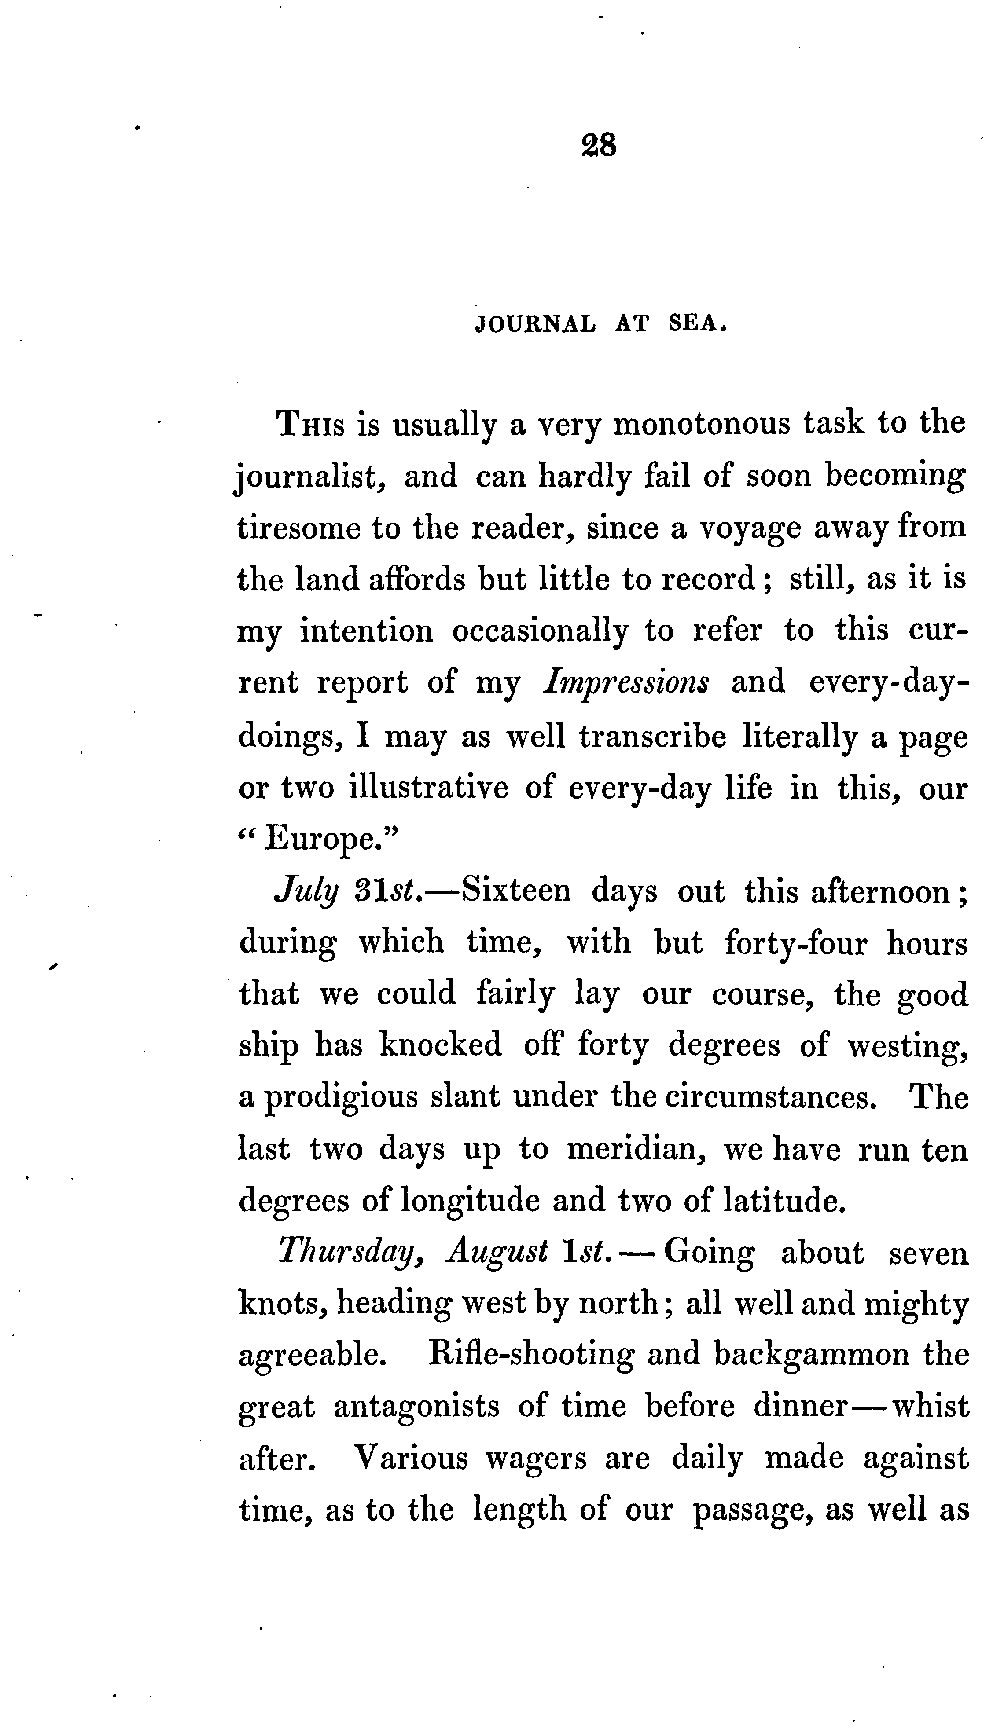 28
JOURNAL AT SEA.
THIS is usually a very monotonous task to the
journalist, and can hardly fail of soon becoming
tiresome to the reader, since a voyage away from
the land affords but little to record; still, as it is
my intention occasionally to refer to this cur-
rent report of my Impressions and every-day-
doings, I may as well transcribe literally a page
or two illustrative of every-day life in this, our
“Europe.”
July 31st.—Sixteen days out this afternoon;
during which time, with but forty-four hours
that we could fairly lay our course, the good
ship has knocked off forty degrees of westing,
a prodigious slant under the circumstances. The
last two days up to meridian, we have run ten
degrees of longitude and two of latitude.
Thursday, August 1st.—Going about seven
knots, heading west by north; all well and mighty
agreeable. Rifle-shooting and backgammon the
great antagonists of time before dinner—whist
after. Various wagers are daily made against
time, as to the length of our passage, as well as